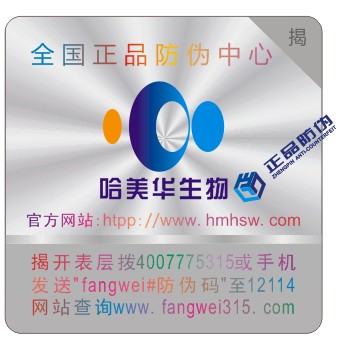 全国正品防伪中心
揭
正品防伪
ZHENGPIN ANTI-COUNTERFEIT
哈美华生物
官方网站:htpp://www.hmhsw.com
揭开表层拨4007775315或手机
发送"fangwei#防伪码"至12114
网站查询www.fangwei315.com